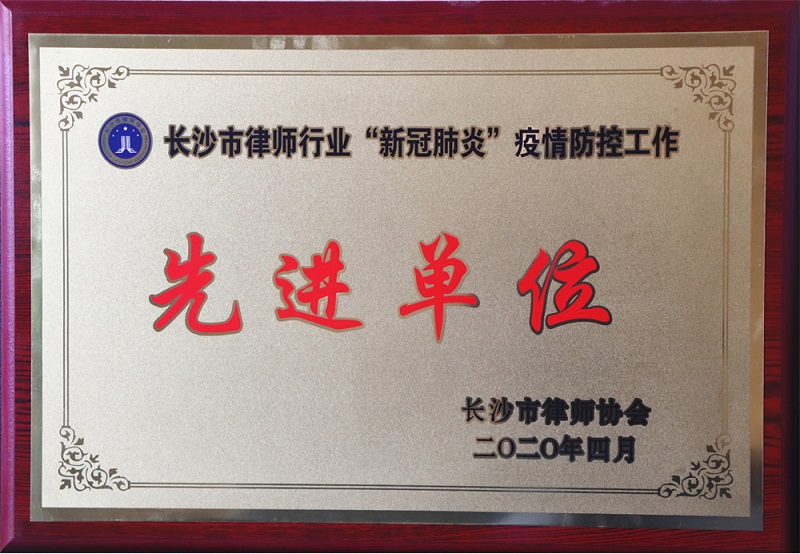 长沙市律师行业“新冠肺炎”疫情防控工作
先进单位
长沙市律师协会
二〇二〇年四月